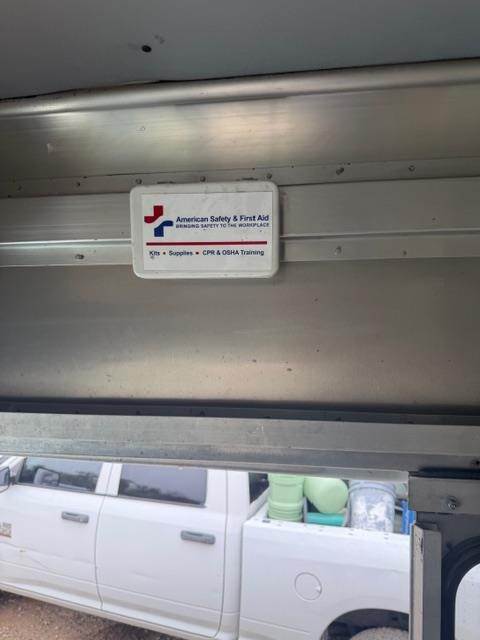 American Safety & First Aid
BRINGING SAFETY TO THE WORKPLACE
Kits • Supplies • CPR & OSHA Training